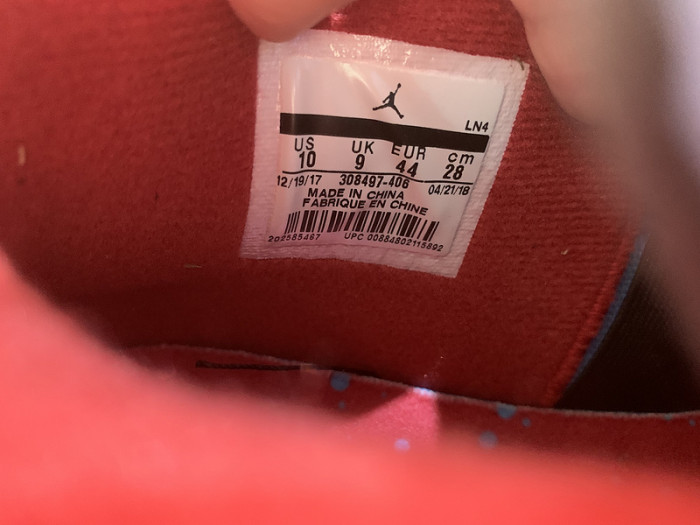 LN4
US UK EUR cm
10 9 44 28
12/19/17 308497-406 04/21/18
MADE IN CHINA
FABRIQUE EN CHINE
202585467 UPC 00884802115892